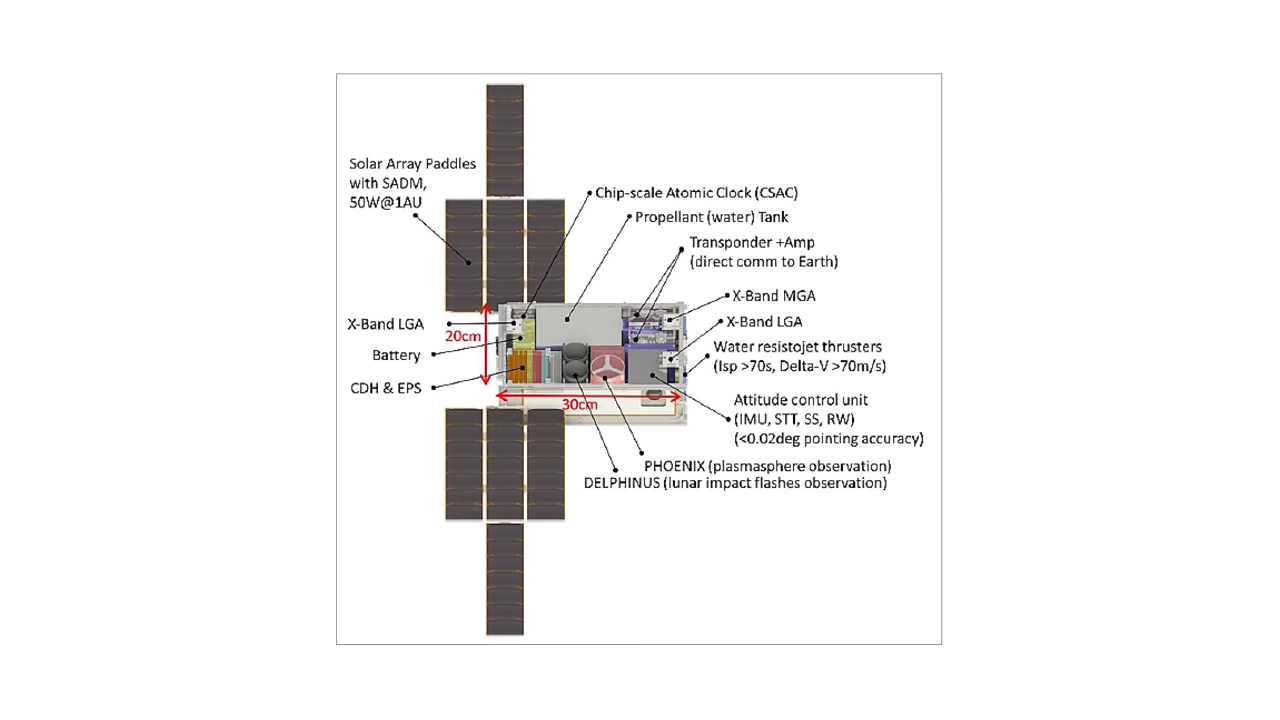 Solar Array Paddles
with SADM,
50W@1AU
Chip-scale Atomic Clock (CSAC)
Propellant (water) Tank
Transponder +Amp
(direct comm to Earth)
X-Band MGA
X-Band LGA
X-Band LGA
20cm
Battery
Water resistojet thrusters
(Isp >70s, Delta-V >70m/s)
CDH & EPS
30cm
Attitude control unit
(IMU, STT, SS, RW)
(<0.02deg pointing accuracy)
PHOENIX (plasmasphere observation)
DELPHINUS (lunar impact flashes observation)